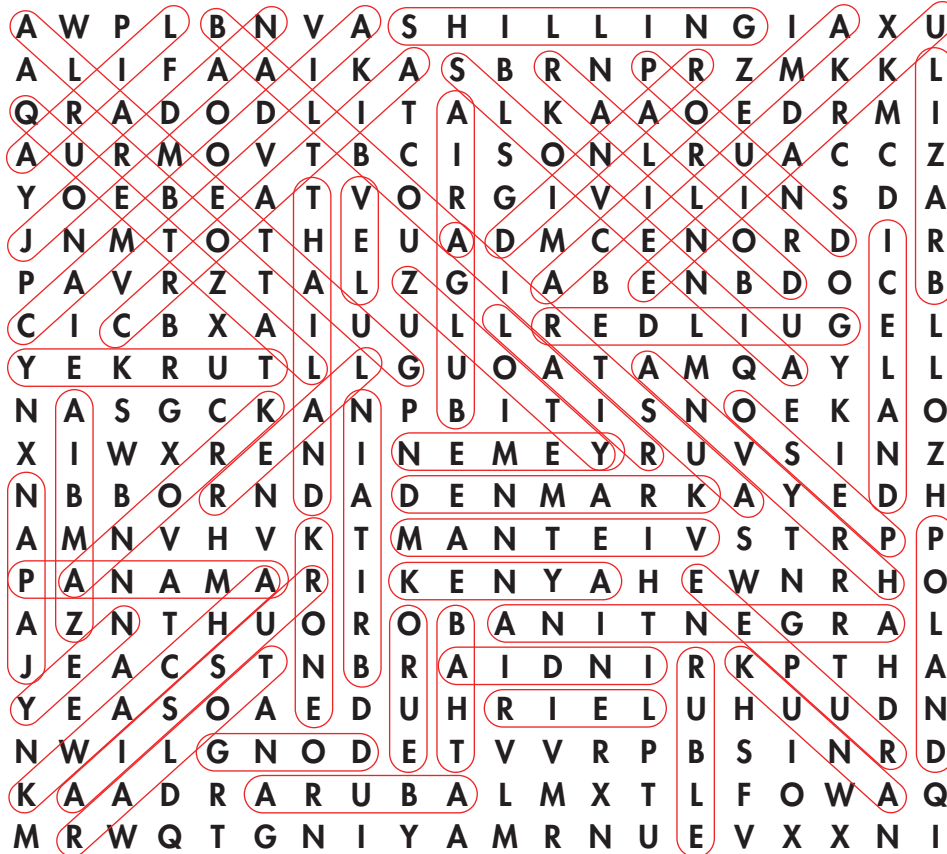 A W P L B N V A S H I L L I N G I A X U
A L I F A A I K A S B R N P R Z M K K L
Q R A D O D L I T A L K A A O E D R M I
A U R M O V T B C I S O N L R U A C C Z
Y O E B E A T V O R G I V I L I N S D A
J N M T O T H E U A D M C E N O R D I R
P A V R Z T A L Z G I A B E N B D O C B
C I C B X A I U U L L R E D L I U G E L
Y E K R U T L L G U O A T A M Q A Y L L
N A S G C K A N P B I T I S N O E K A O
X I W X R E N I N E M E Y R U V S I N Z
N B B O R N D A D E N M A R K A Y E D H
A M N V H V K T M A N T E I V S T R P P
P A N A M A R I K E N Y A H E W N R H O
A Z N T H U O R O B A N I T N E G R A L
J E A C S T N B R A I D N I R K P T H A
Y E A S O A E D U H R I E L U H U U D N
N W I L G N O D E T V V R P B S I N R D
K A A D R A R U B A L M X T L F O W A Q
M R W Q T G N I Y A M R N U E V X X N I